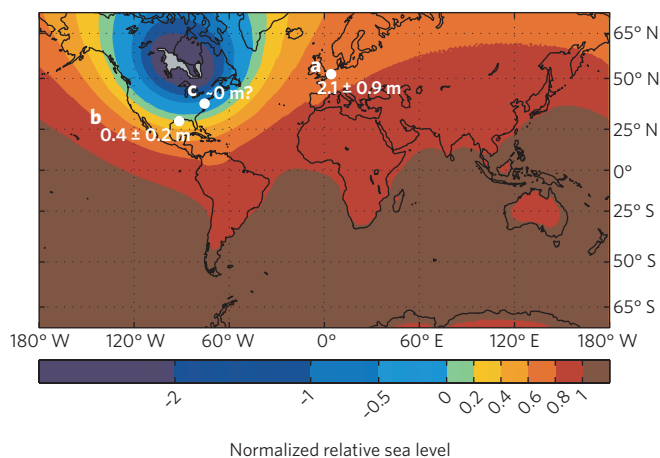 65° N
a
50° N
c ~0 m?
2.1 ± 0.9 m
b
0.4 ± 0.2 m
25° N
0°
25° S
50° S
65° S
180° W 120° W 60° W 0° 60° E 120° E 180° W
-2 -1 -0.5 0 0.2 0.4 0.6 0.8 1
Normalized relative sea level